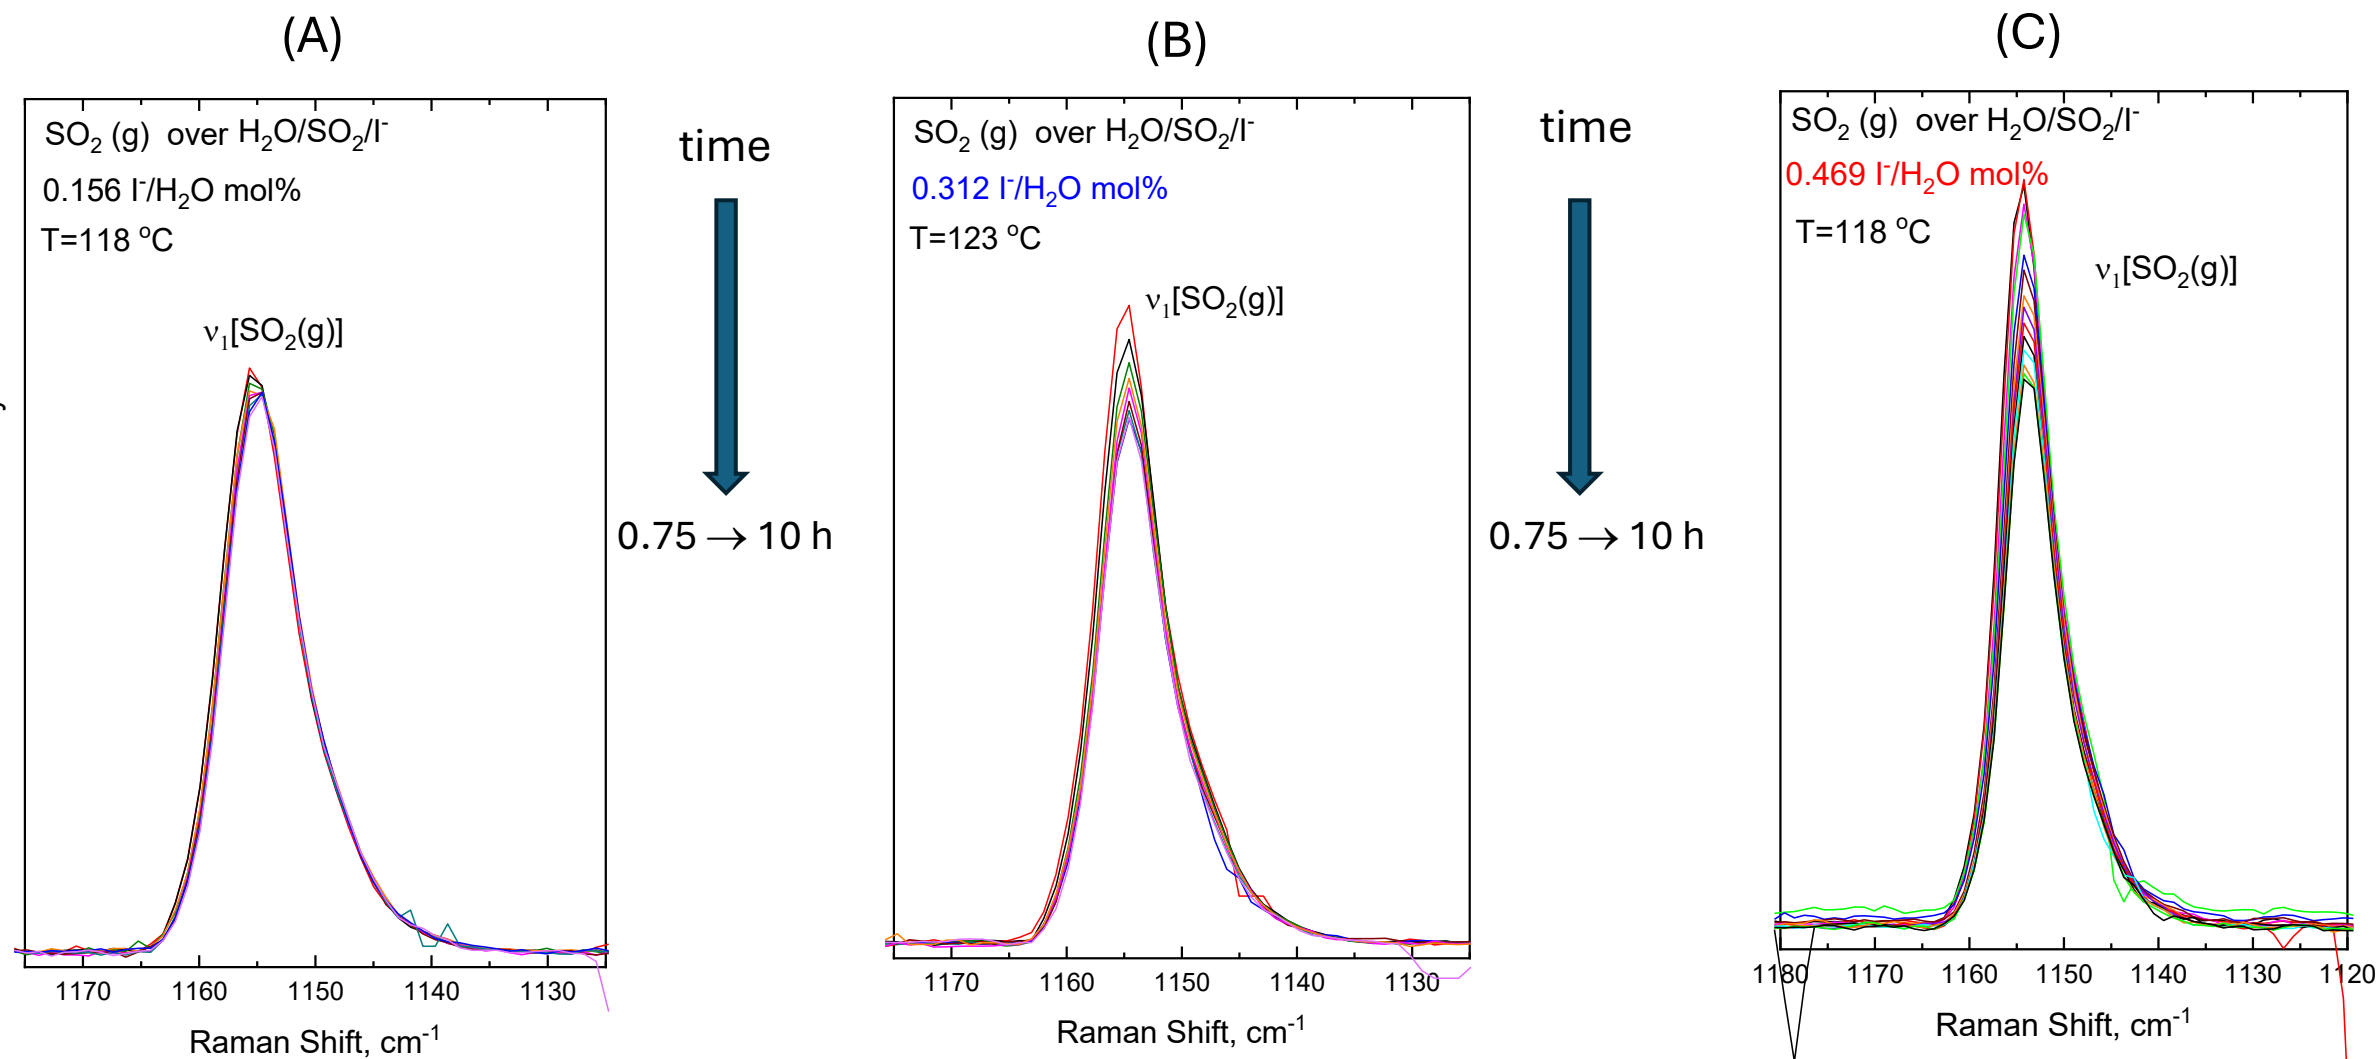 (A)
SO₂ (g)  over H₂O/SO₂/I⁻
0.156 I⁻/H₂O mol%
T=118 °C
ν₁[SO₂(g)]
1170 1160 1150 1140 1130
Raman Shift, cm⁻¹
time
0.75 → 10 h
(B)
SO₂ (g)  over H₂O/SO₂/I⁻
0.312 I⁻/H₂O mol%
T=123 °C
ν₁[SO₂(g)]
1170 1160 1150 1140 1130
Raman Shift, cm⁻¹
time
0.75 → 10 h
(C)
SO₂ (g)  over H₂O/SO₂/I⁻
0.469 I⁻/H₂O mol%
T=118 °C
ν₁[SO₂(g)]
1180 1170 1160 1150 1140 1130 1120
Raman Shift, cm⁻¹